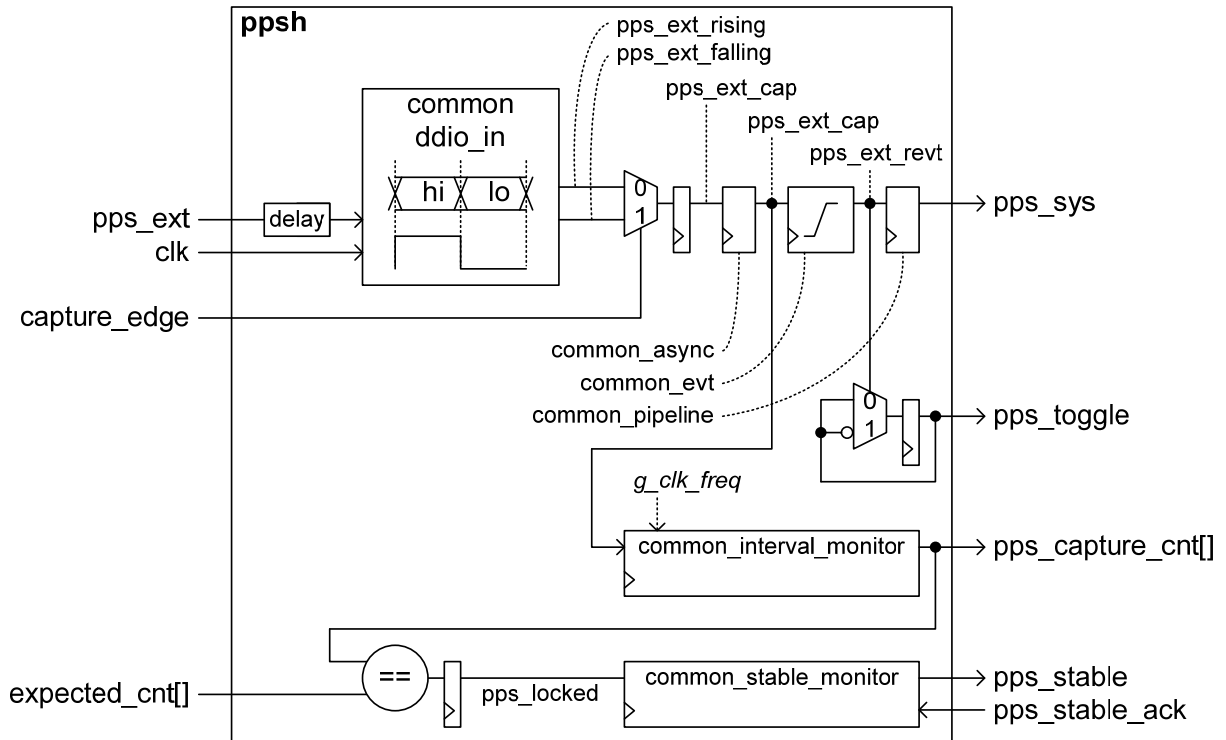 ppsh
pps_ext_rising
pps_ext_falling
pps_ext_cap
pps_ext_cap
pps_ext_revt
common
ddio_in
hi
lo
0
1
pps_ext
delay
clk
capture_edge
pps_sys
common_async
common_evt
common_pipeline
0
1
pps_toggle
g_clk_freq
common_interval_monitor
pps_capture_cnt[]
==
expected_cnt[]
pps_locked
common_stable_monitor
pps_stable
pps_stable_ack